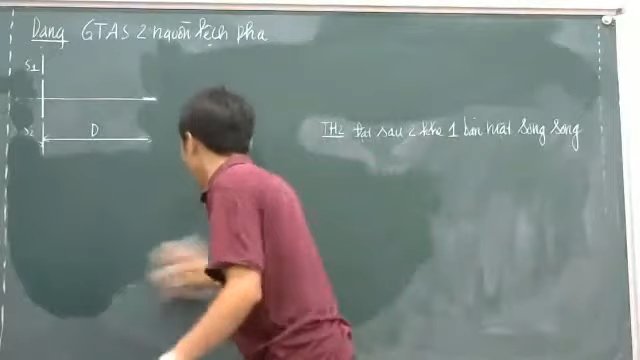 Dạng GTAS 2 nguồn lệch pha
S1
S2
D
TH2 đặt sau 2 khe 1 bản mặt song song